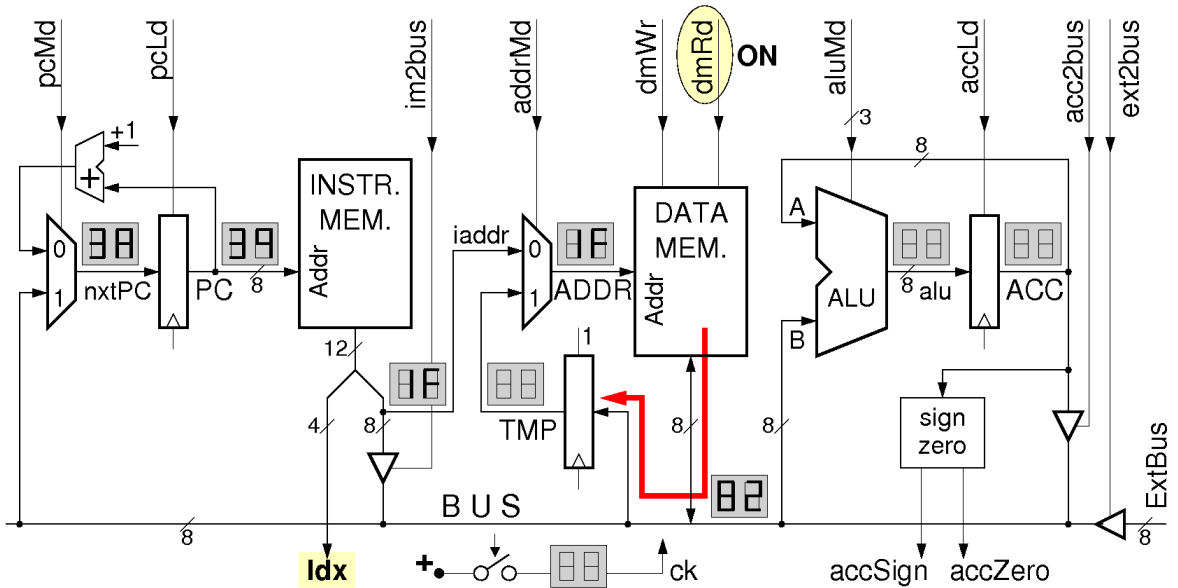 pcMd
pcLd
im2bus
addrMd
dmWr
dmRd
ON
aluMd
accLd
acc2bus
ext2bus
+1
+
3
8
INSTR.
MEM.
Addr
DATA
MEM.
Addr
0
1
3A
nxtPC
39
PC
8
iaddr
0
1
1F
ADDR
A
B
ALU
8
alu
ACC
12
4
8
1F
TMP
1
8
8
sign
zero
82
B U S
8
ExtBus
8
Idx
+
ck
accSign
accZero